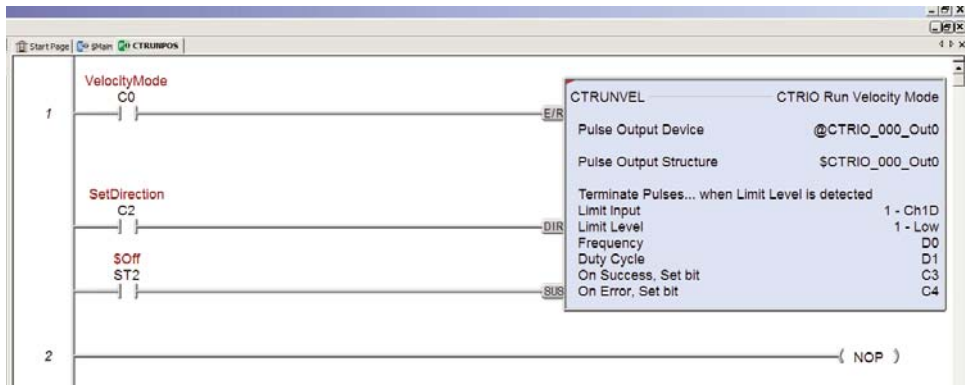 Start Page $Main CTRUNPOS
VelocityMode
C0
1
E/R
CTRUNVEL CTRIO Run Velocity Mode
Pulse Output Device @CTRIO_000_Out0
Pulse Output Structure $CTRIO_000_Out0
Terminate Pulses... when Limit Level is detected
Limit Input 1 - Ch1D
Limit Level 1 - Low
Frequency D0
Duty Cycle D1
On Success, Set bit C3
On Error, Set bit C4
SetDirection
C2
DIR
$Off
ST2
SUS
2
NOP